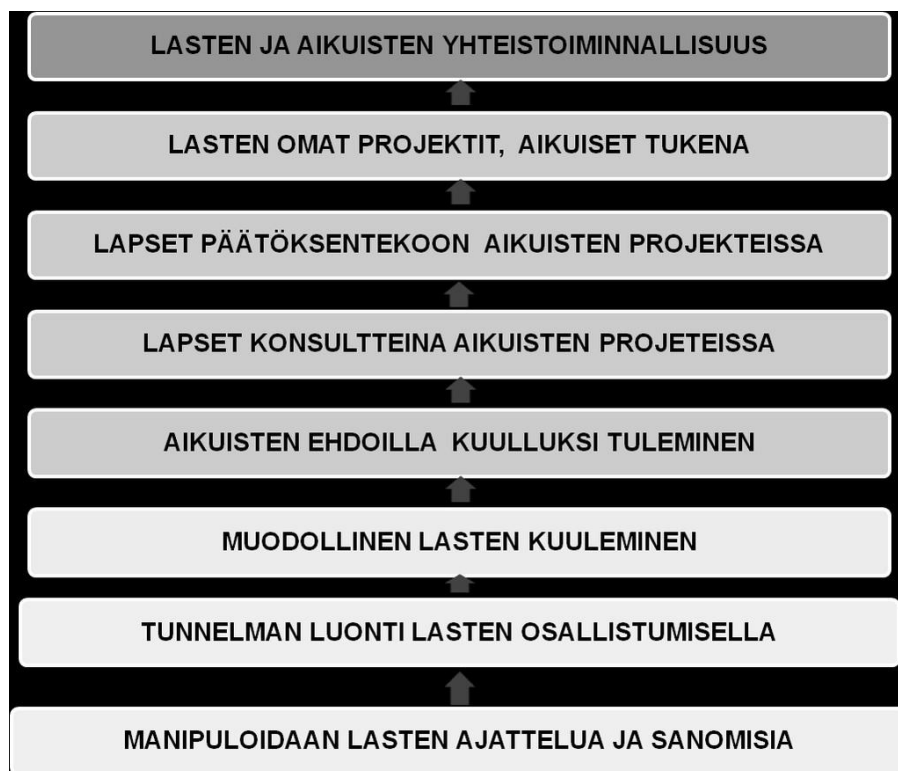 LASTEN JA AIKUISTEN YHTEISTOIMINNALLISUUS
LASTEN OMAT PROJEKTIT, AIKUISET TUKENA
LAPSET PÄÄTÖKSENTEKOON AIKUISTEN PROJEKTEISSA
LAPSET KONSULTTEINA AIKUISTEN PROJETEISSA
AIKUISTEN EHDOILLA KUULLUKSI TULEMINEN
MUODOLLINEN LASTEN KUULEMINEN
TUNNELMAN LUONTI LASTEN OSALLISTUMISELLA
MANIPULOIDAAN LASTEN AJATTELUA JA SANOMISIA